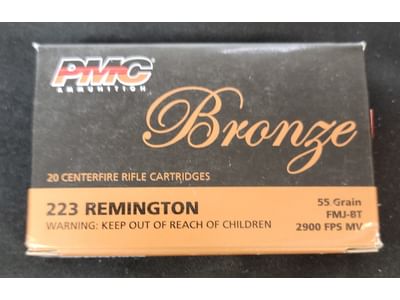 PMC
AMMUNITION
Bronze
20 CENTERFIRE RIFLE CARTRIDGES
223 REMINGTON
WARNING: KEEP OUT OF REACH OF CHILDREN
55 Grain
FMJ-BT
2900 FPS MV